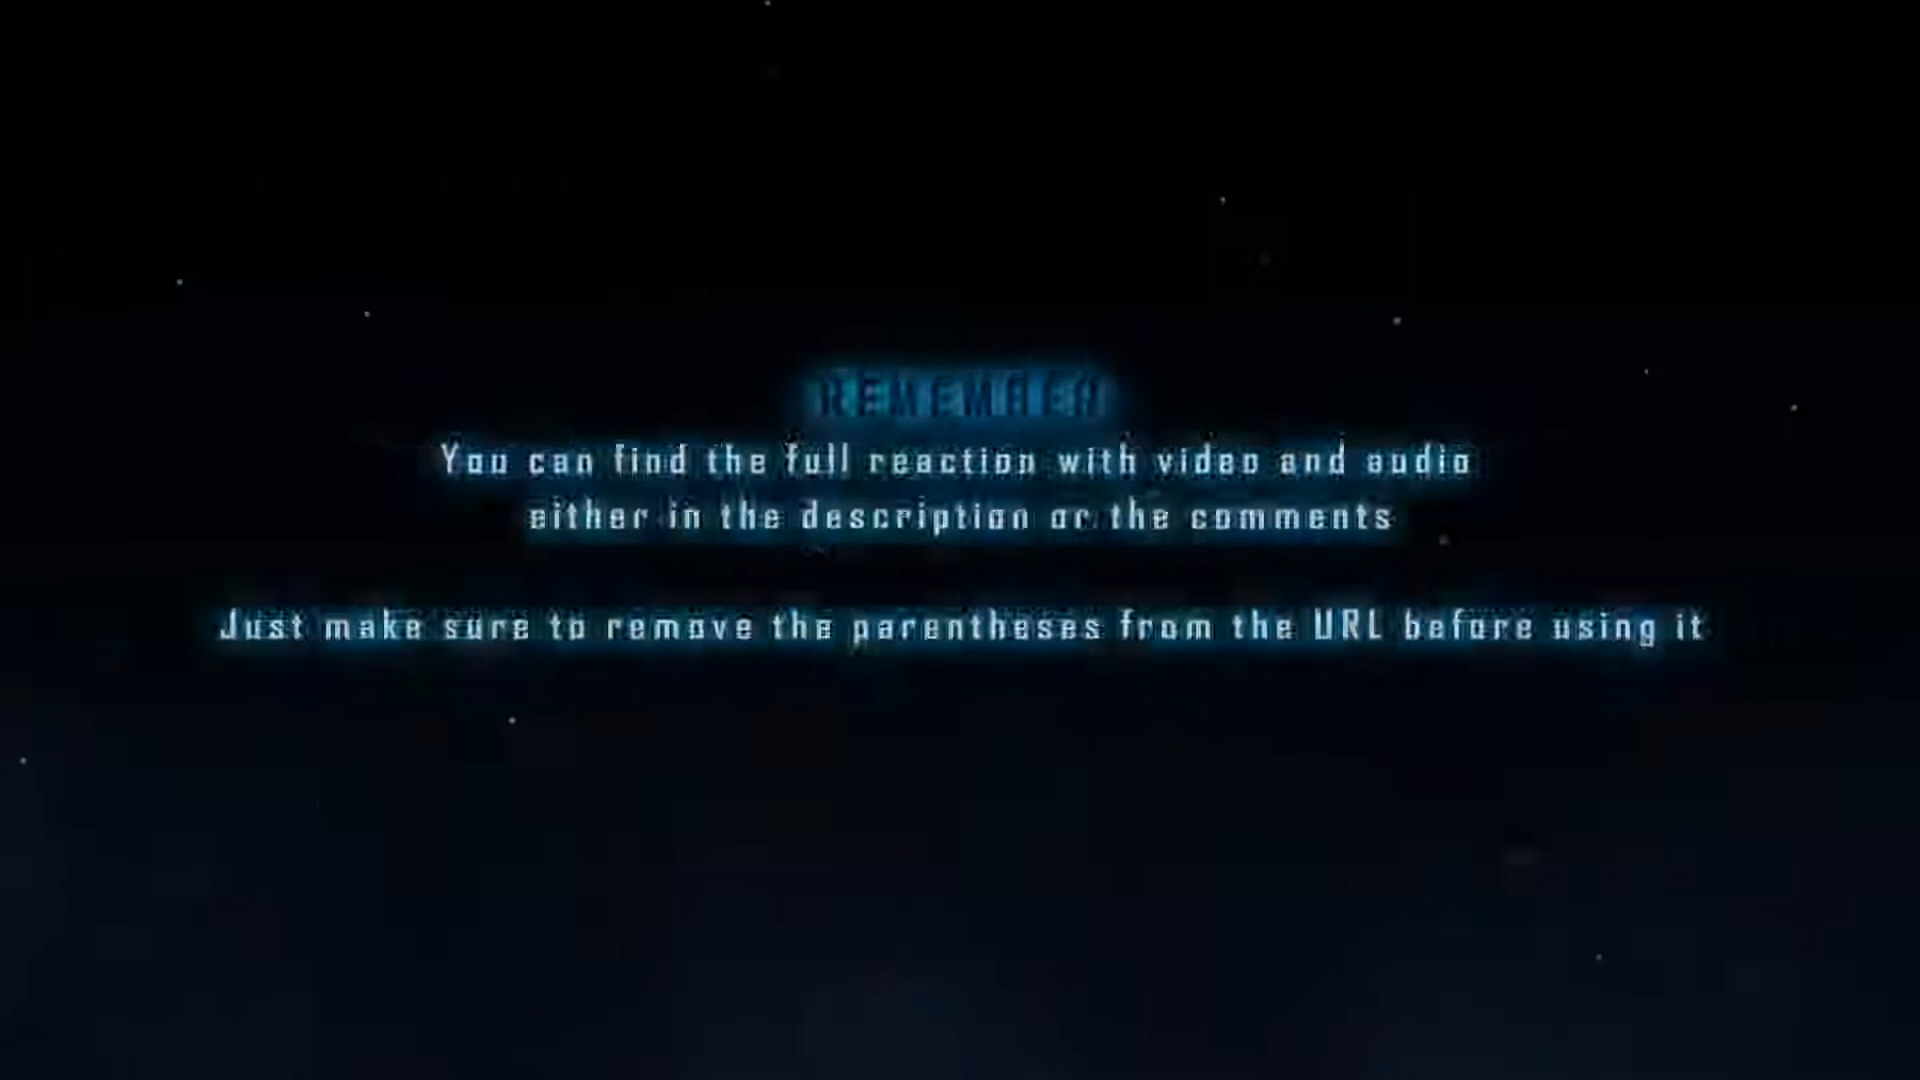 REMEMBER
You can find the full reaction with video and audio
either in the description or the comments
Just make sure to remove the parentheses from the URL before using it